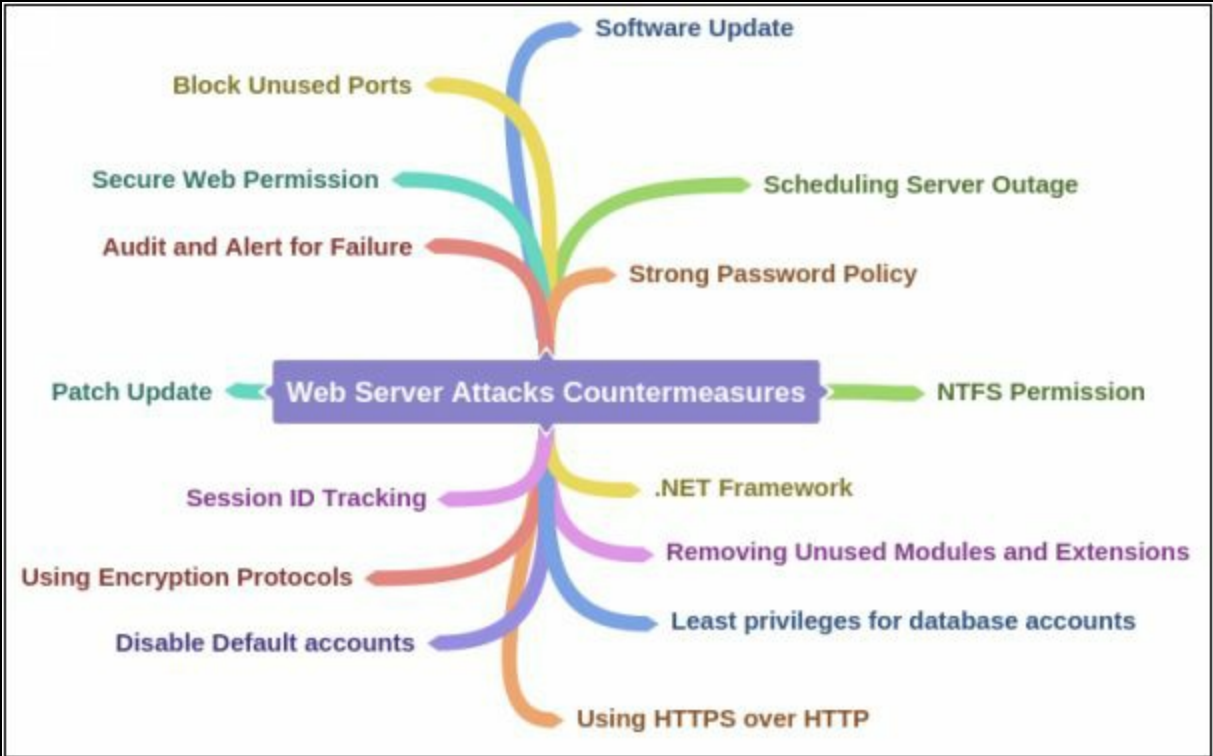 Software Update
Block Unused Ports
Secure Web Permission
Scheduling Server Outage
Audit and Alert for Failure
Strong Password Policy
Patch Update
Web Server Attacks Countermeasures
NTFS Permission
.NET Framework
Session ID Tracking
Removing Unused Modules and Extensions
Using Encryption Protocols
Least privileges for database accounts
Disable Default accounts
Using HTTPS over HTTP